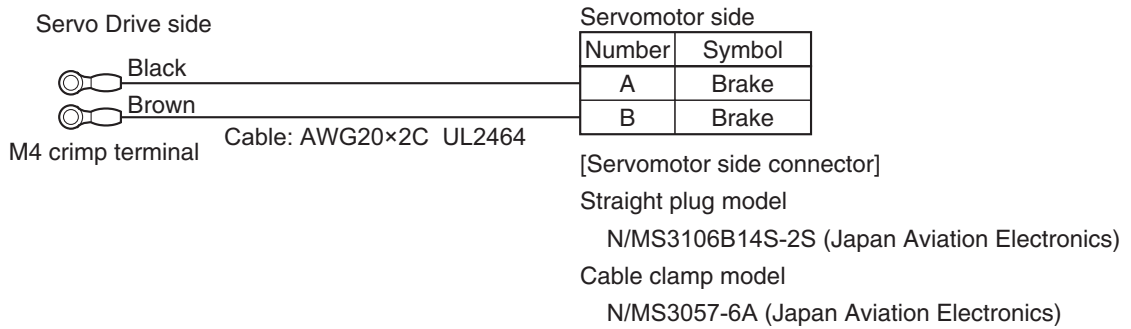 Servo Drive side
Servomotor side
Number Symbol
Black
A Brake
Brown
B Brake
M4 crimp terminal
Cable: AWG20×2C UL2464
[Servomotor side connector]
Straight plug model
N/MS3106B14S-2S (Japan Aviation Electronics)
Cable clamp model
N/MS3057-6A (Japan Aviation Electronics)